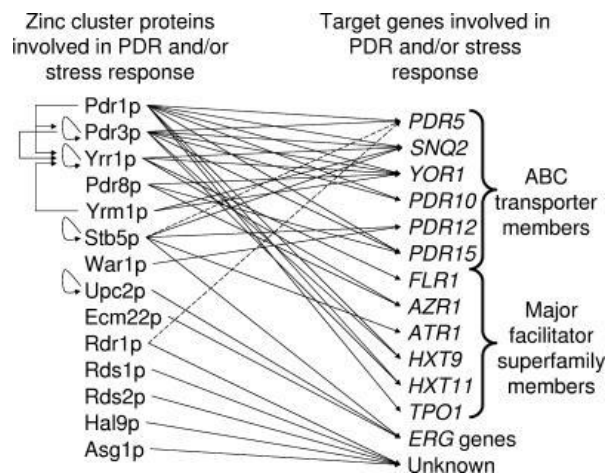 Zinc cluster proteins
involved in PDR and/or
stress response
Target genes involved in
PDR and/or stress
response
Pdr1p
Pdr3p
Yrr1p
Pdr8p
Yrm1p
Stb5p
War1p
Upc2p
Ecm22p
Rdr1p
Rds1p
Rds2p
Hal9p
Asg1p
PDR5
SNQ2
YOR1
PDR10
PDR12
PDR15
FLR1
AZR1
ATR1
HXT9
HXT11
TPO1
ERG genes
Unknown
ABC
transporter
members
Major
facilitator
superfamily
members